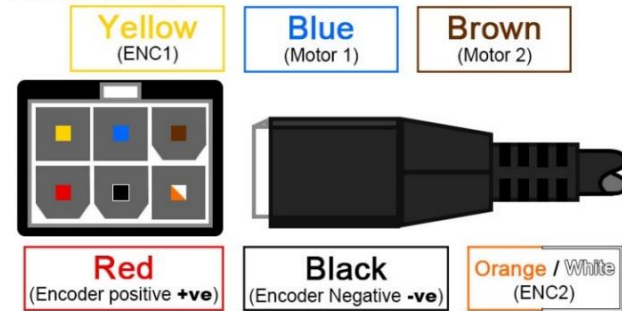 Yellow
(ENC1)
Blue
(Motor 1)
Brown
(Motor 2)
Red
(Encoder positive +ve)
Black
(Encoder Negative -ve)
Orange / White
(ENC2)